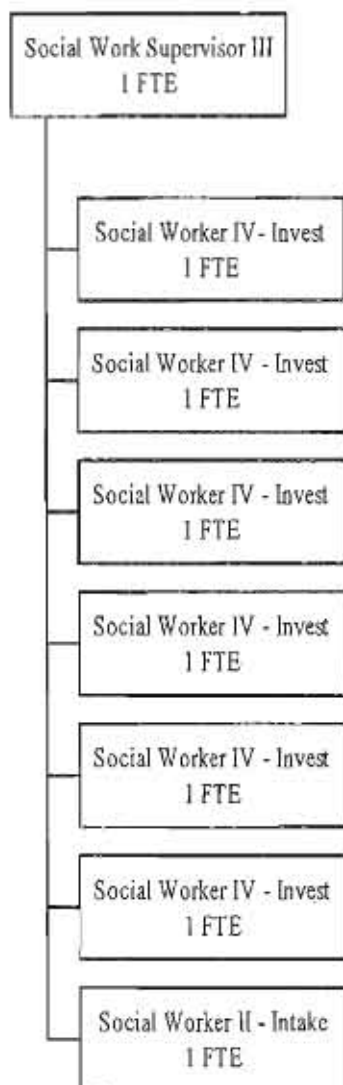 Social Work Supervisor III
1 FTE
Social Worker IV - Invest
1 FTE
Social Worker IV - Invest
1 FTE
Social Worker IV - Invest
1 FTE
Social Worker IV - Invest
1 FTE
Social Worker IV - Invest
1 FTE
Social Worker IV - Invest
1 FTE
Social Worker II - Intake
1 FTE